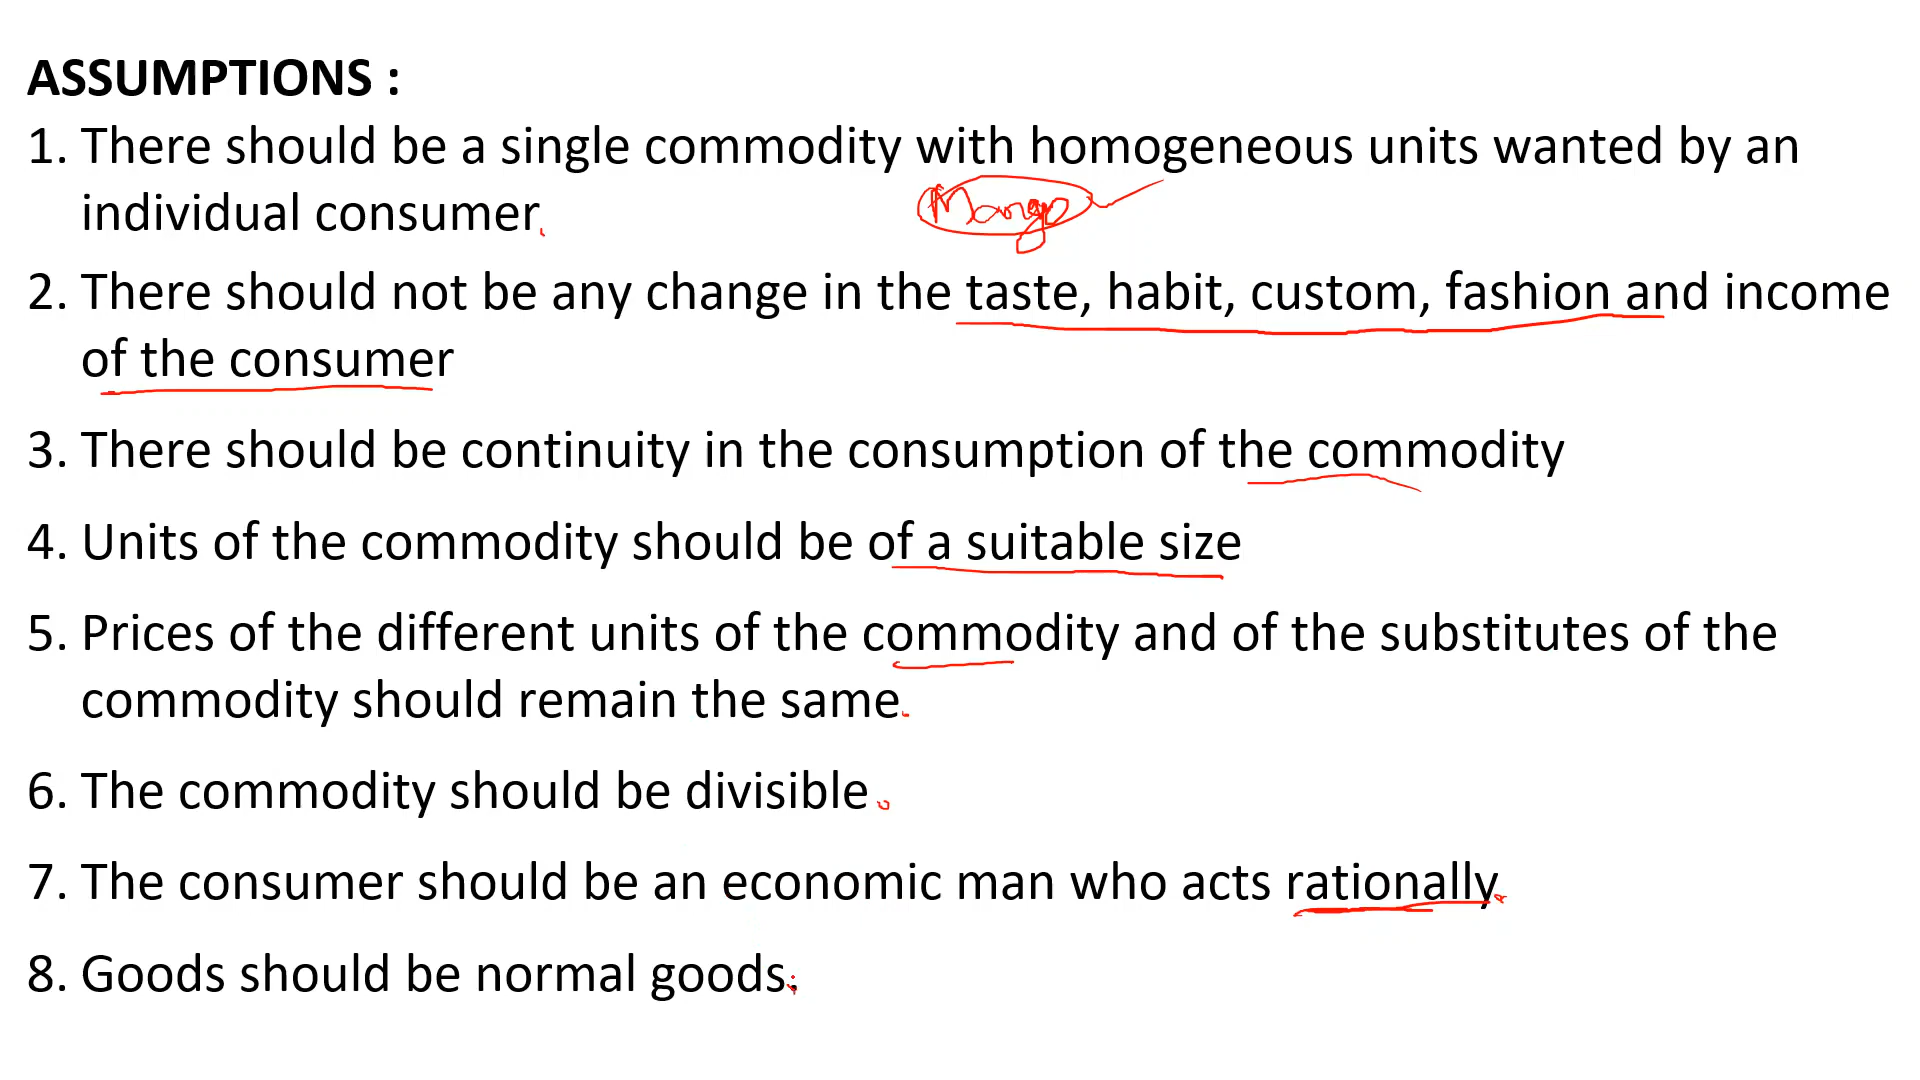 ASSUMPTIONS :
1. There should be a single commodity with homogeneous units wanted by an
individual consumer.
Mango
2. There should not be any change in the taste, habit, custom, fashion and income
of the consumer
3. There should be continuity in the consumption of the commodity
4. Units of the commodity should be of a suitable size
5. Prices of the different units of the commodity and of the substitutes of the
commodity should remain the same.
6. The commodity should be divisible.
7. The consumer should be an economic man who acts rationally.
8. Goods should be normal goods.